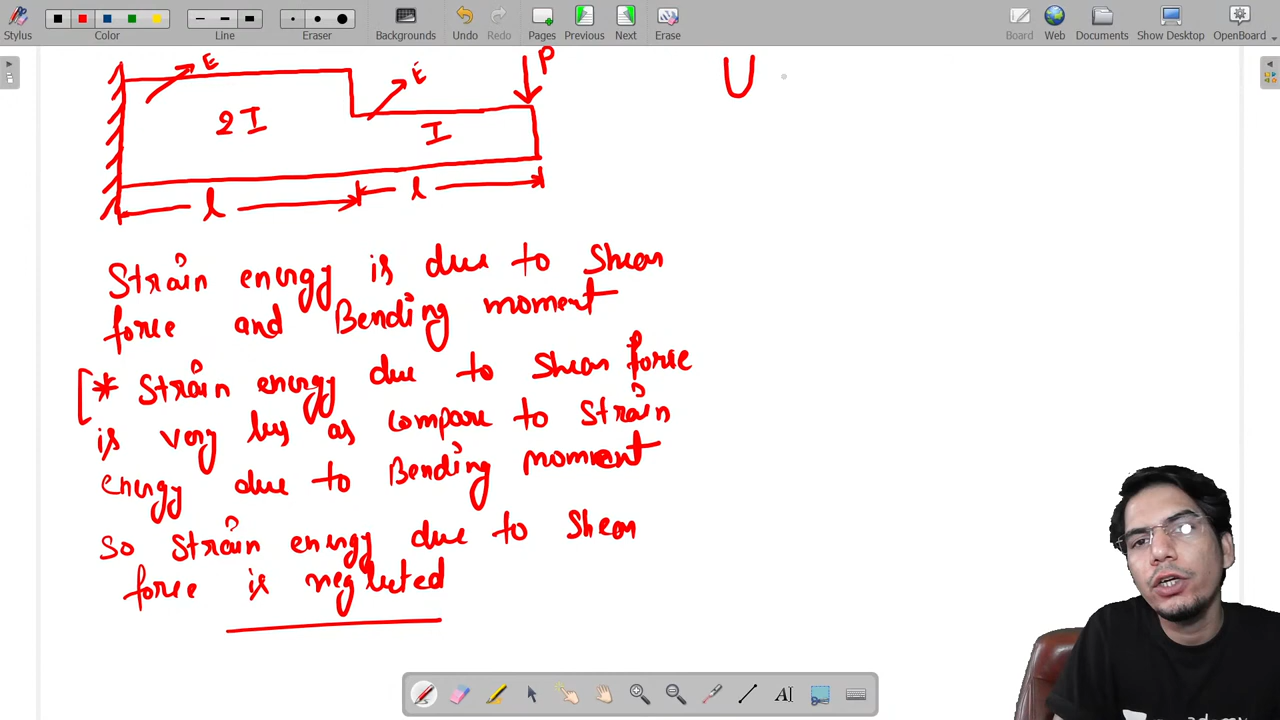 Stylus
Color
Line
Eraser
Backgrounds
Undo
Redo
Pages
Previous
Next
Erase
Board
Web
Documents
Show Desktop
OpenBoard
E
E
P
U
2I
I
l
l
Strain energy is due to Shear
force and Bending moment
[* Strain energy due to Shear force
is very less as compare to Strain
energy due to Bending moment
so Strain energy due to Shear
force is neglected